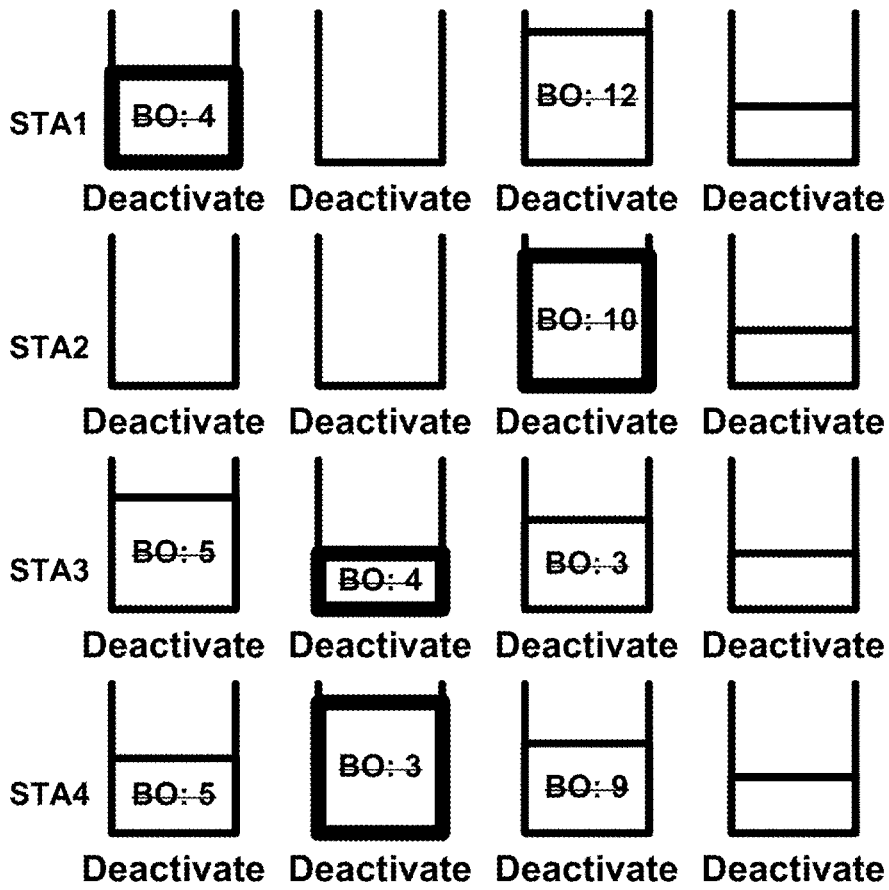 STA1 BO: 4 BO: 12
Deactivate Deactivate Deactivate Deactivate
STA2 BO: 10
Deactivate Deactivate Deactivate Deactivate
STA3 BO: 5 BO: 4 BO: 3
Deactivate Deactivate Deactivate Deactivate
STA4 BO: 5 BO: 3 BO: 9
Deactivate Deactivate Deactivate Deactivate